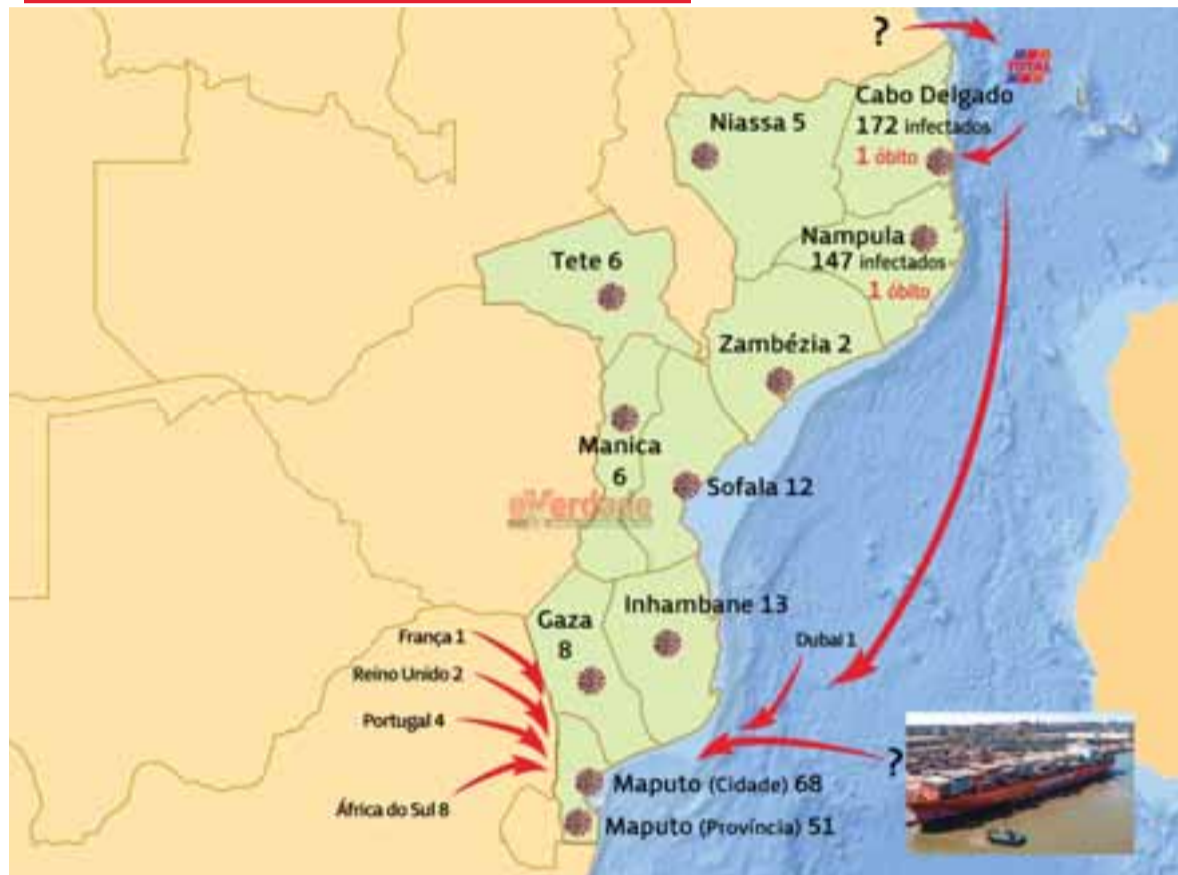 ?
TOTAL
Cabo Delgado
172 infectados
1 óbito
Niassa 5
Nampula
147 infectados
1 óbito
Tete 6
Zambézia 2
Manica
6
@Verdade
Sofala 12
Inhambane 13
Gaza
8
França 1
Reino Unido 2
Portugal 4
África do Sul 8
Dubai 1
?
Maputo (Cidade) 68
Maputo (Província) 51